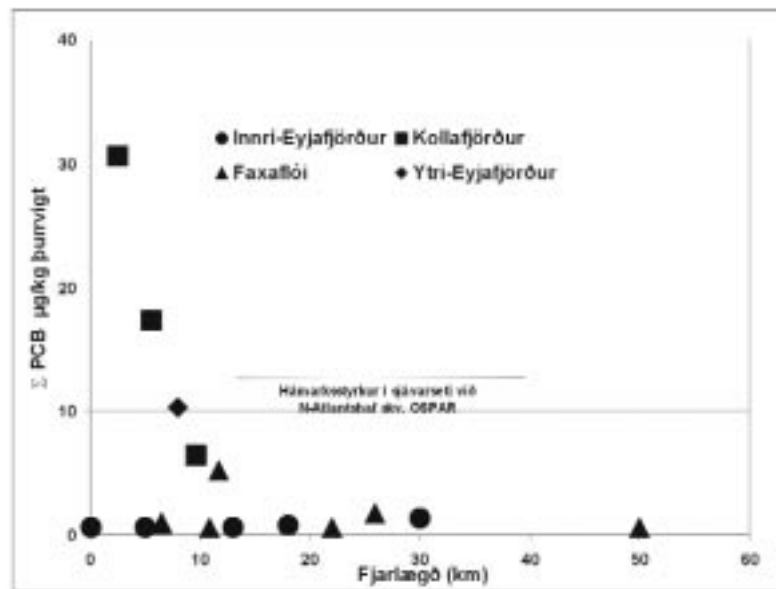 40
30
20
10
0
Σ PCB µg/kg þurrvigt
Innri-Eyjafjörður Kollafjörður
Faxaflói Ytri-Eyjafjörður
Hámarksstyrkur í sjávarseti við
N-Atlantshaf skv. OSPAR
0 10 20 30 40 50 60
Fjarlægð (km)